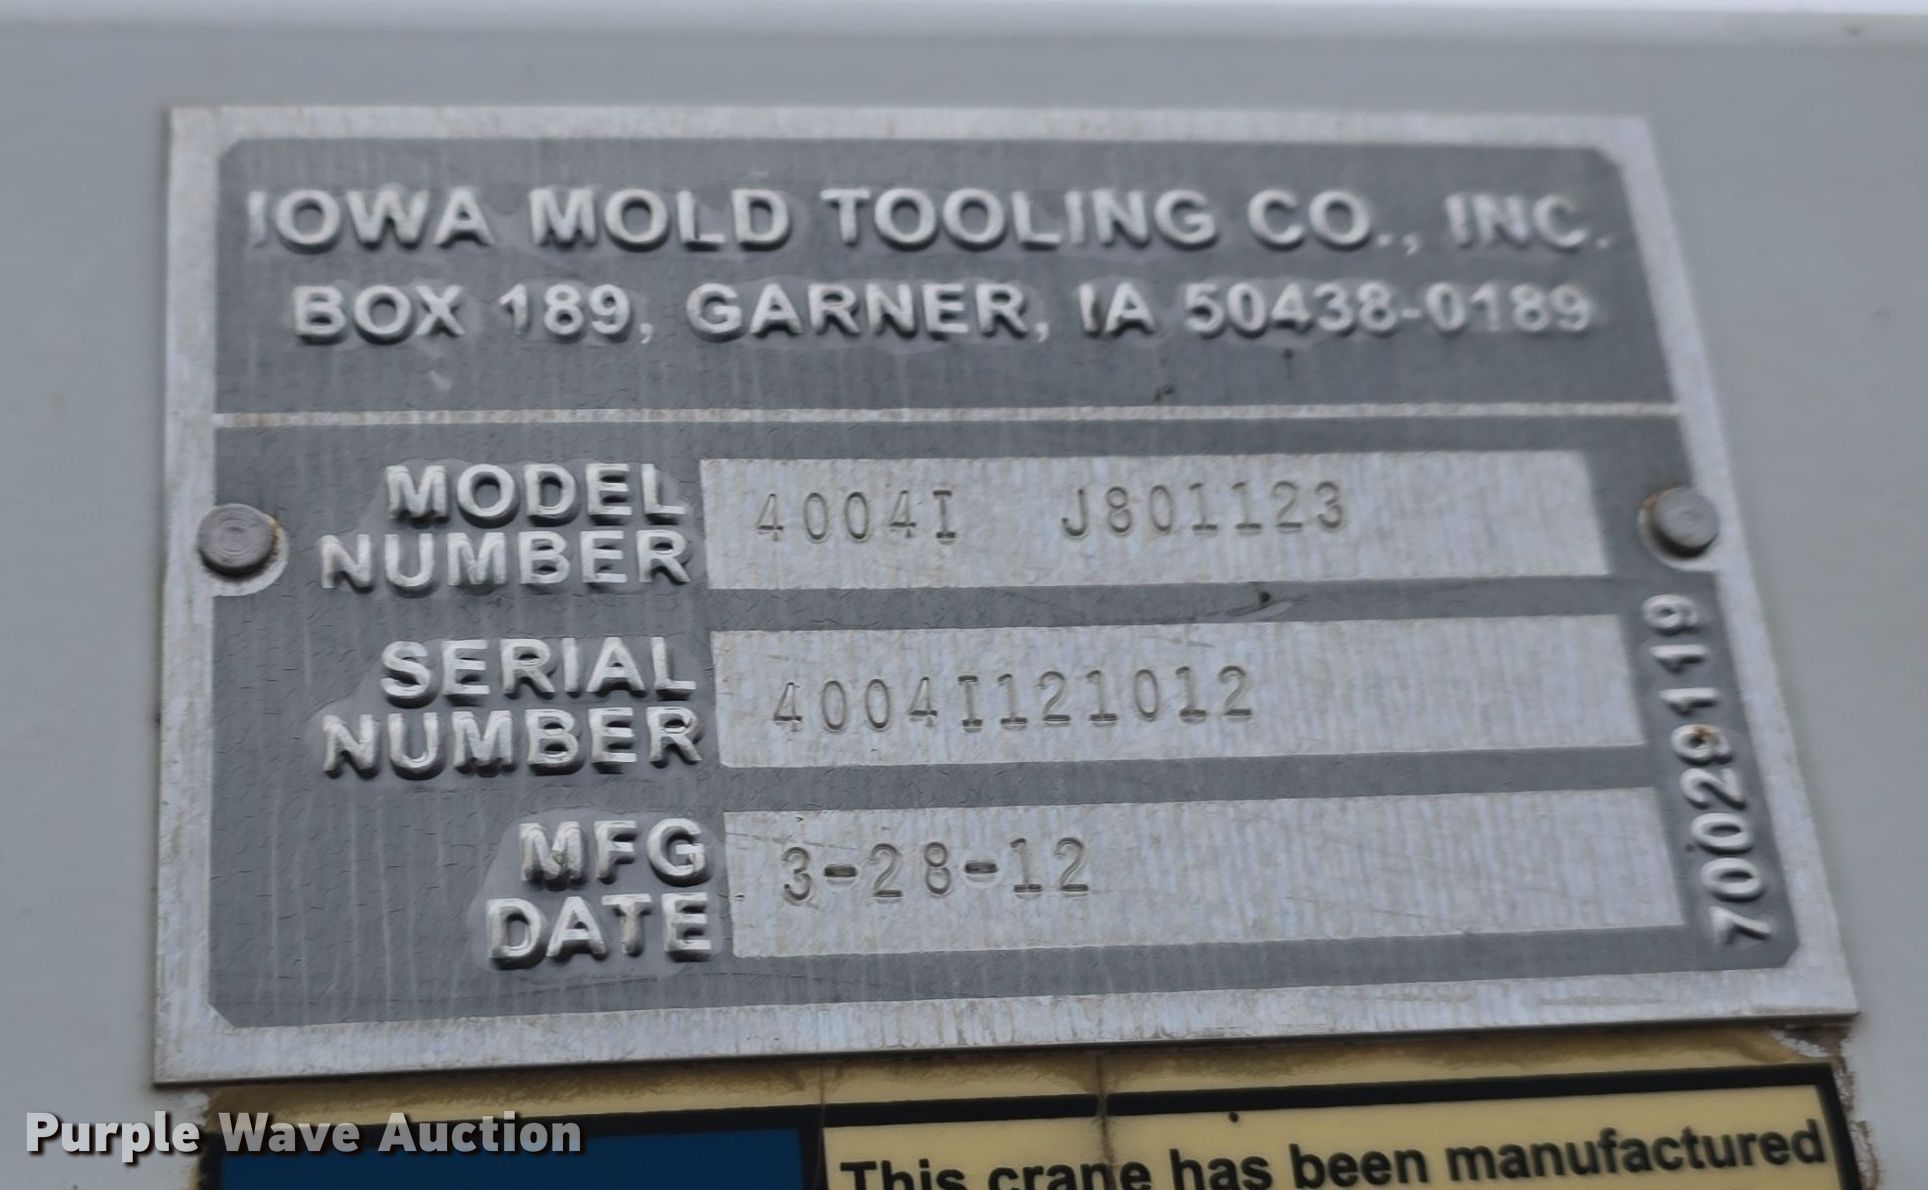 IOWA MOLD TOOLING CO., INC.
BOX 189, GARNER, IA 50438-0189
MODEL NUMBER 4004I J801123
SERIAL NUMBER 4004I121012
MFG DATE 3-28-12
70029119
This crane has been manufactured
Purple Wave Auction